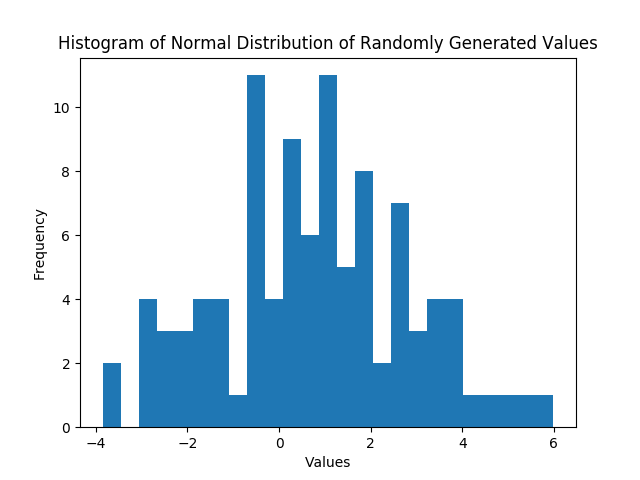 Histogram of Normal Distribution of Randomly Generated Values
10
8
6
4
2
0
Frequency
−4 −2 0 2 4 6
Values